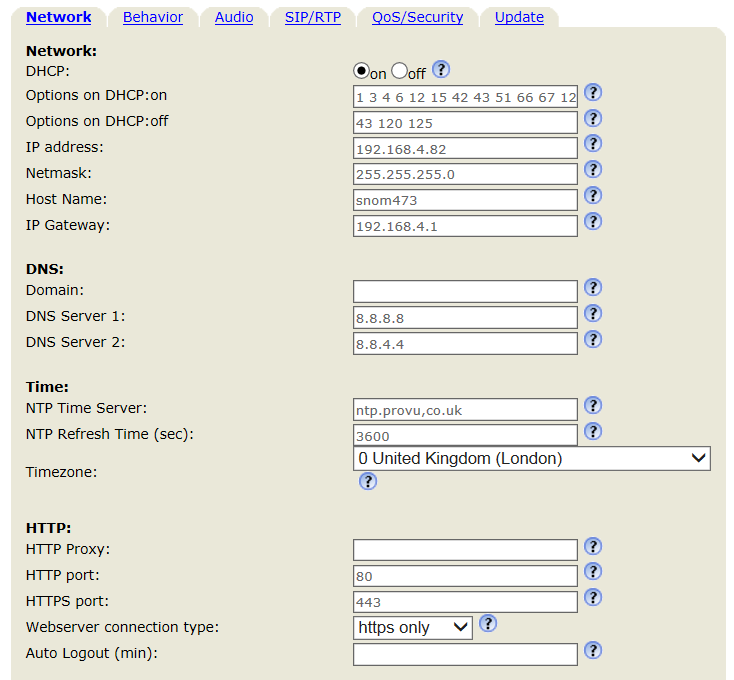 Network Behavior Audio SIP/RTP QoS/Security Update
Network:
DHCP: on off ?
Options on DHCP:on 1 3 4 6 12 15 42 43 51 66 67 12 ?
Options on DHCP:off 43 120 125 ?
IP address: 192.168.4.82 ?
Netmask: 255.255.255.0 ?
Host Name: snom473 ?
IP Gateway: 192.168.4.1 ?
DNS:
Domain: ?
DNS Server 1: 8.8.8.8 ?
DNS Server 2: 8.8.4.4 ?
Time:
NTP Time Server: ntp.provu,co.uk ?
NTP Refresh Time (sec): 3600 ?
Timezone: 0 United Kingdom (London)
?
HTTP:
HTTP Proxy: ?
HTTP port: 80 ?
HTTPS port: 443 ?
Webserver connection type: https only ?
Auto Logout (min): ?